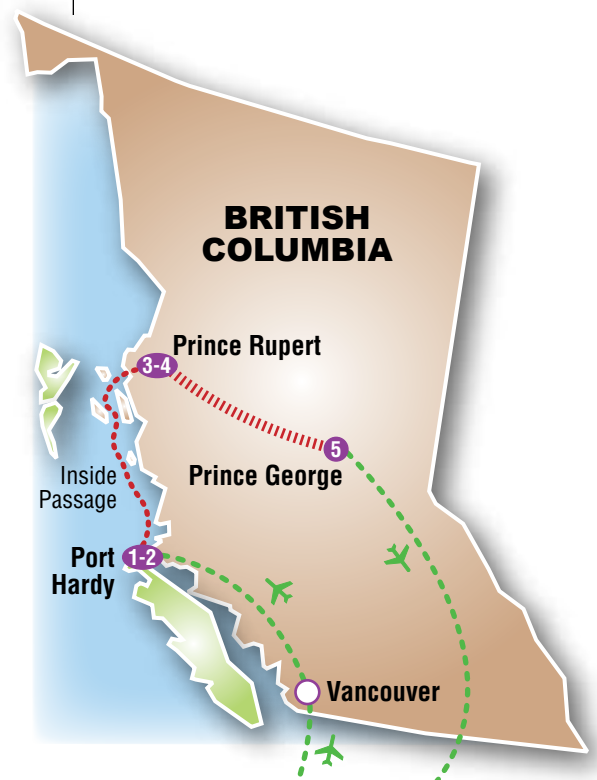 BRITISH
COLUMBIA
Prince Rupert
3-4
5
Prince George
Inside
Passage
Port
Hardy
1-2
Vancouver